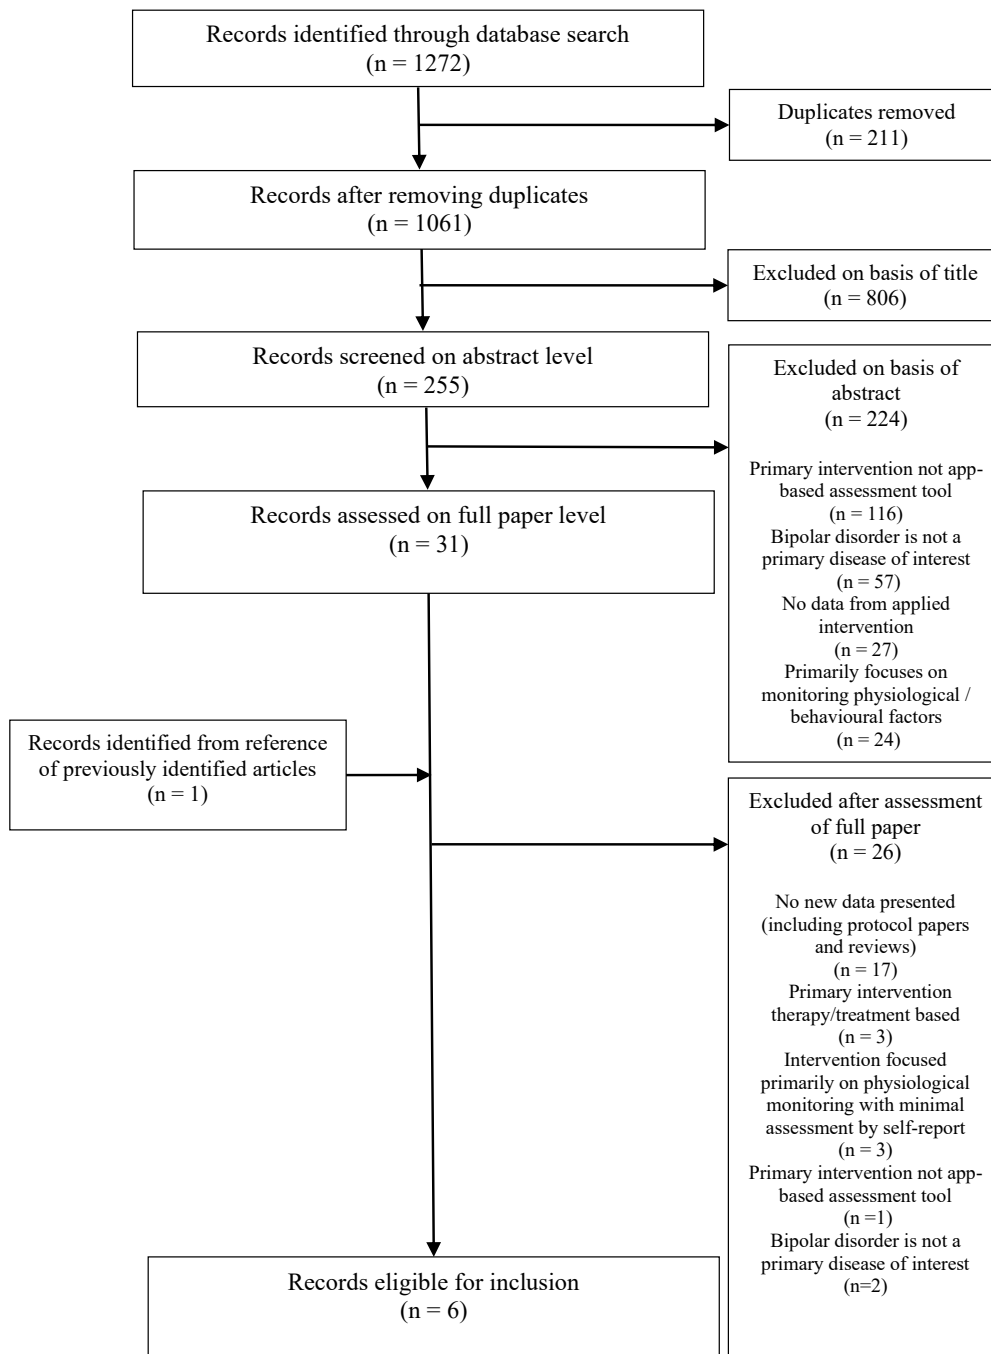 Records identified through database search
(n = 1272)
Duplicates removed
(n = 211)
Records after removing duplicates
(n = 1061)
Excluded on basis of title
(n = 806)
Records screened on abstract level
(n = 255)
Excluded on basis of
abstract
(n = 224)
Primary intervention not app-
based assessment tool
(n = 116)
Bipolar disorder is not a
primary disease of interest
(n = 57)
No data from applied
intervention
(n = 27)
Primarily focuses on
monitoring physiological /
behavioural factors
(n = 24)
Records assessed on full paper level
(n = 31)
Records identified from reference
of previously identified articles
(n = 1)
Excluded after assessment
of full paper
(n = 26)
No new data presented
(including protocol papers
and reviews)
(n = 17)
Primary intervention
therapy/treatment based
(n = 3)
Intervention focused
primarily on physiological
monitoring with minimal
assessment by self-report
(n = 3)
Primary intervention not app-
based assessment tool
(n =1)
Bipolar disorder is not a
primary disease of interest
(n=2)
Records eligible for inclusion
(n = 6)